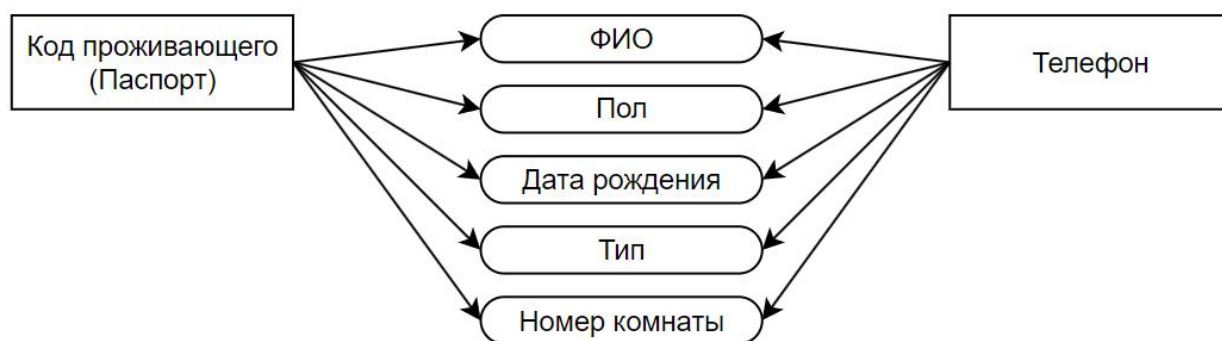 Код проживающего
(Паспорт)
ФИО
Пол
Дата рождения
Тип
Номер комнаты
Телефон